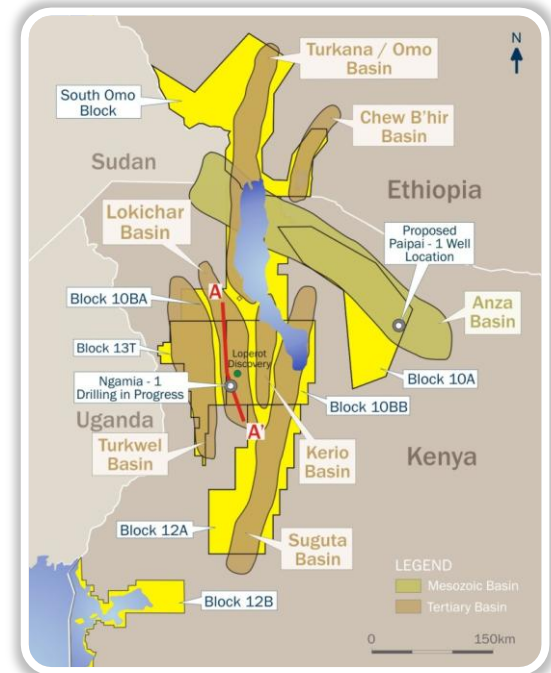 N
Turkana / Omo
Basin
South Omo
Block
Chew B'hir
Basin
Sudan
Ethiopia
Lokichar
Basin
Proposed
Paipai - 1 Well
Location
Block 10BA
A
Anza
Basin
Block 13T
Loperot
Discovery
Ngamia - 1
Drilling in Progress
Block 10A
Block 10BB
Uganda
A'
Turkwel
Basin
Kerio
Basin
Kenya
Block 12A
Suguta
Basin
LEGEND
Mesozoic Basin
Tertiary Basin
Block 12B
0 150km